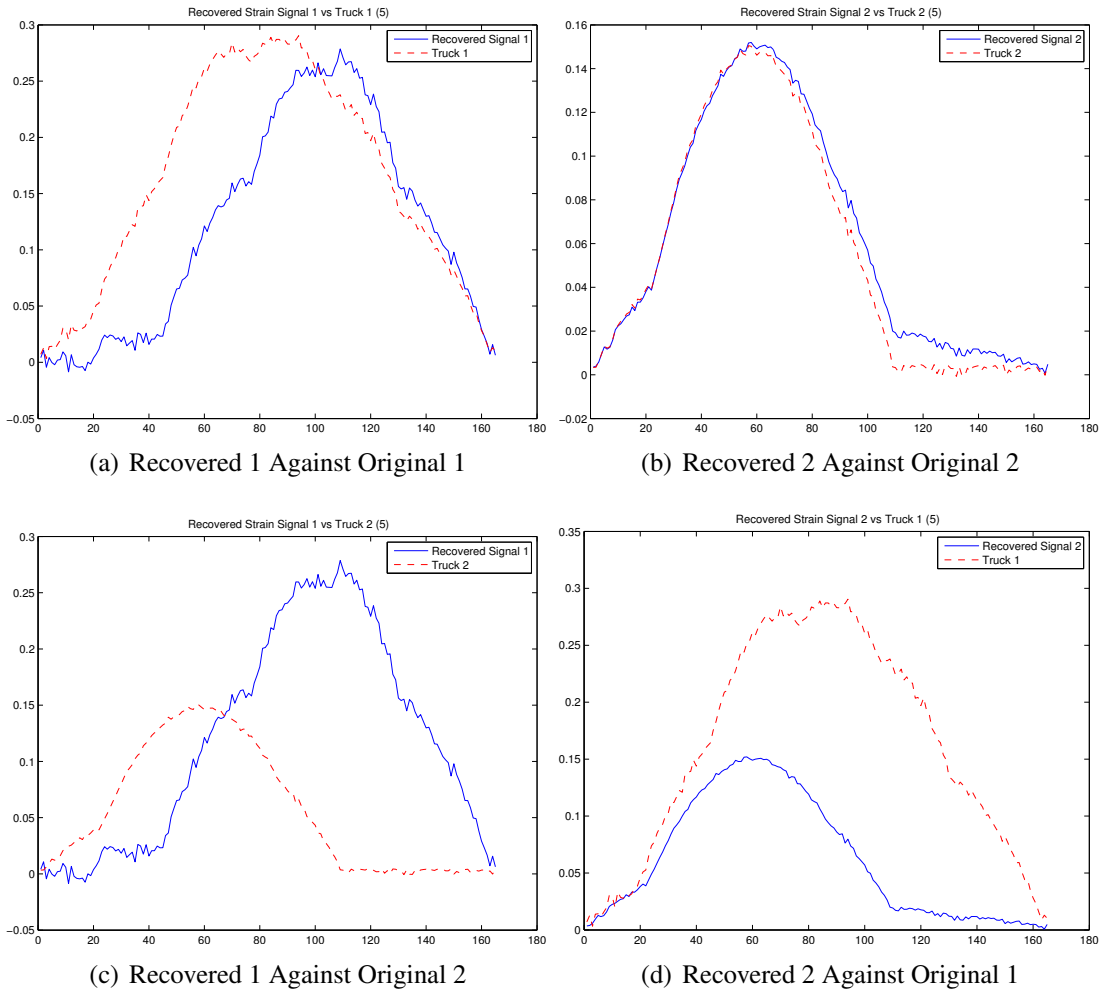 Recovered Strain Signal 1 vs Truck 1 (5)
0.3
0.25
0.2
0.15
0.1
0.05
0
−0.05
0 20 40 60 80 100 120 140 160 180
Recovered Signal 1
Truck 1
(a) Recovered 1 Against Original 1
Recovered Strain Signal 2 vs Truck 2 (5)
0.16
0.14
0.12
0.1
0.08
0.06
0.04
0.02
0
−0.02
0 20 40 60 80 100 120 140 160 180
Recovered Signal 2
Truck 2
(b) Recovered 2 Against Original 2
Recovered Strain Signal 1 vs Truck 2 (5)
0.3
0.25
0.2
0.15
0.1
0.05
0
−0.05
0 20 40 60 80 100 120 140 160 180
Recovered Signal 1
Truck 2
(c) Recovered 1 Against Original 2
Recovered Strain Signal 2 vs Truck 1 (5)
0.35
0.3
0.25
0.2
0.15
0.1
0.05
0
0 20 40 60 80 100 120 140 160 180
Recovered Signal 2
Truck 1
(d) Recovered 2 Against Original 1